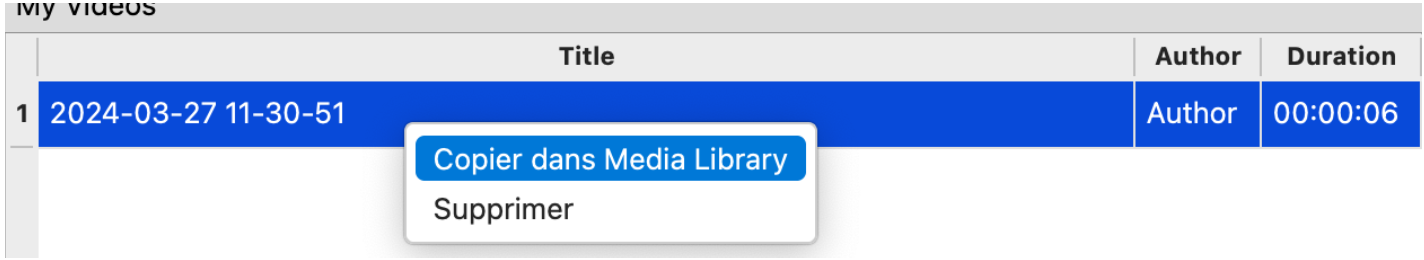 My Videos
Title Author Duration
1 2024-03-27 11-30-51 Author 00:00:06
Copier dans Media Library
Supprimer